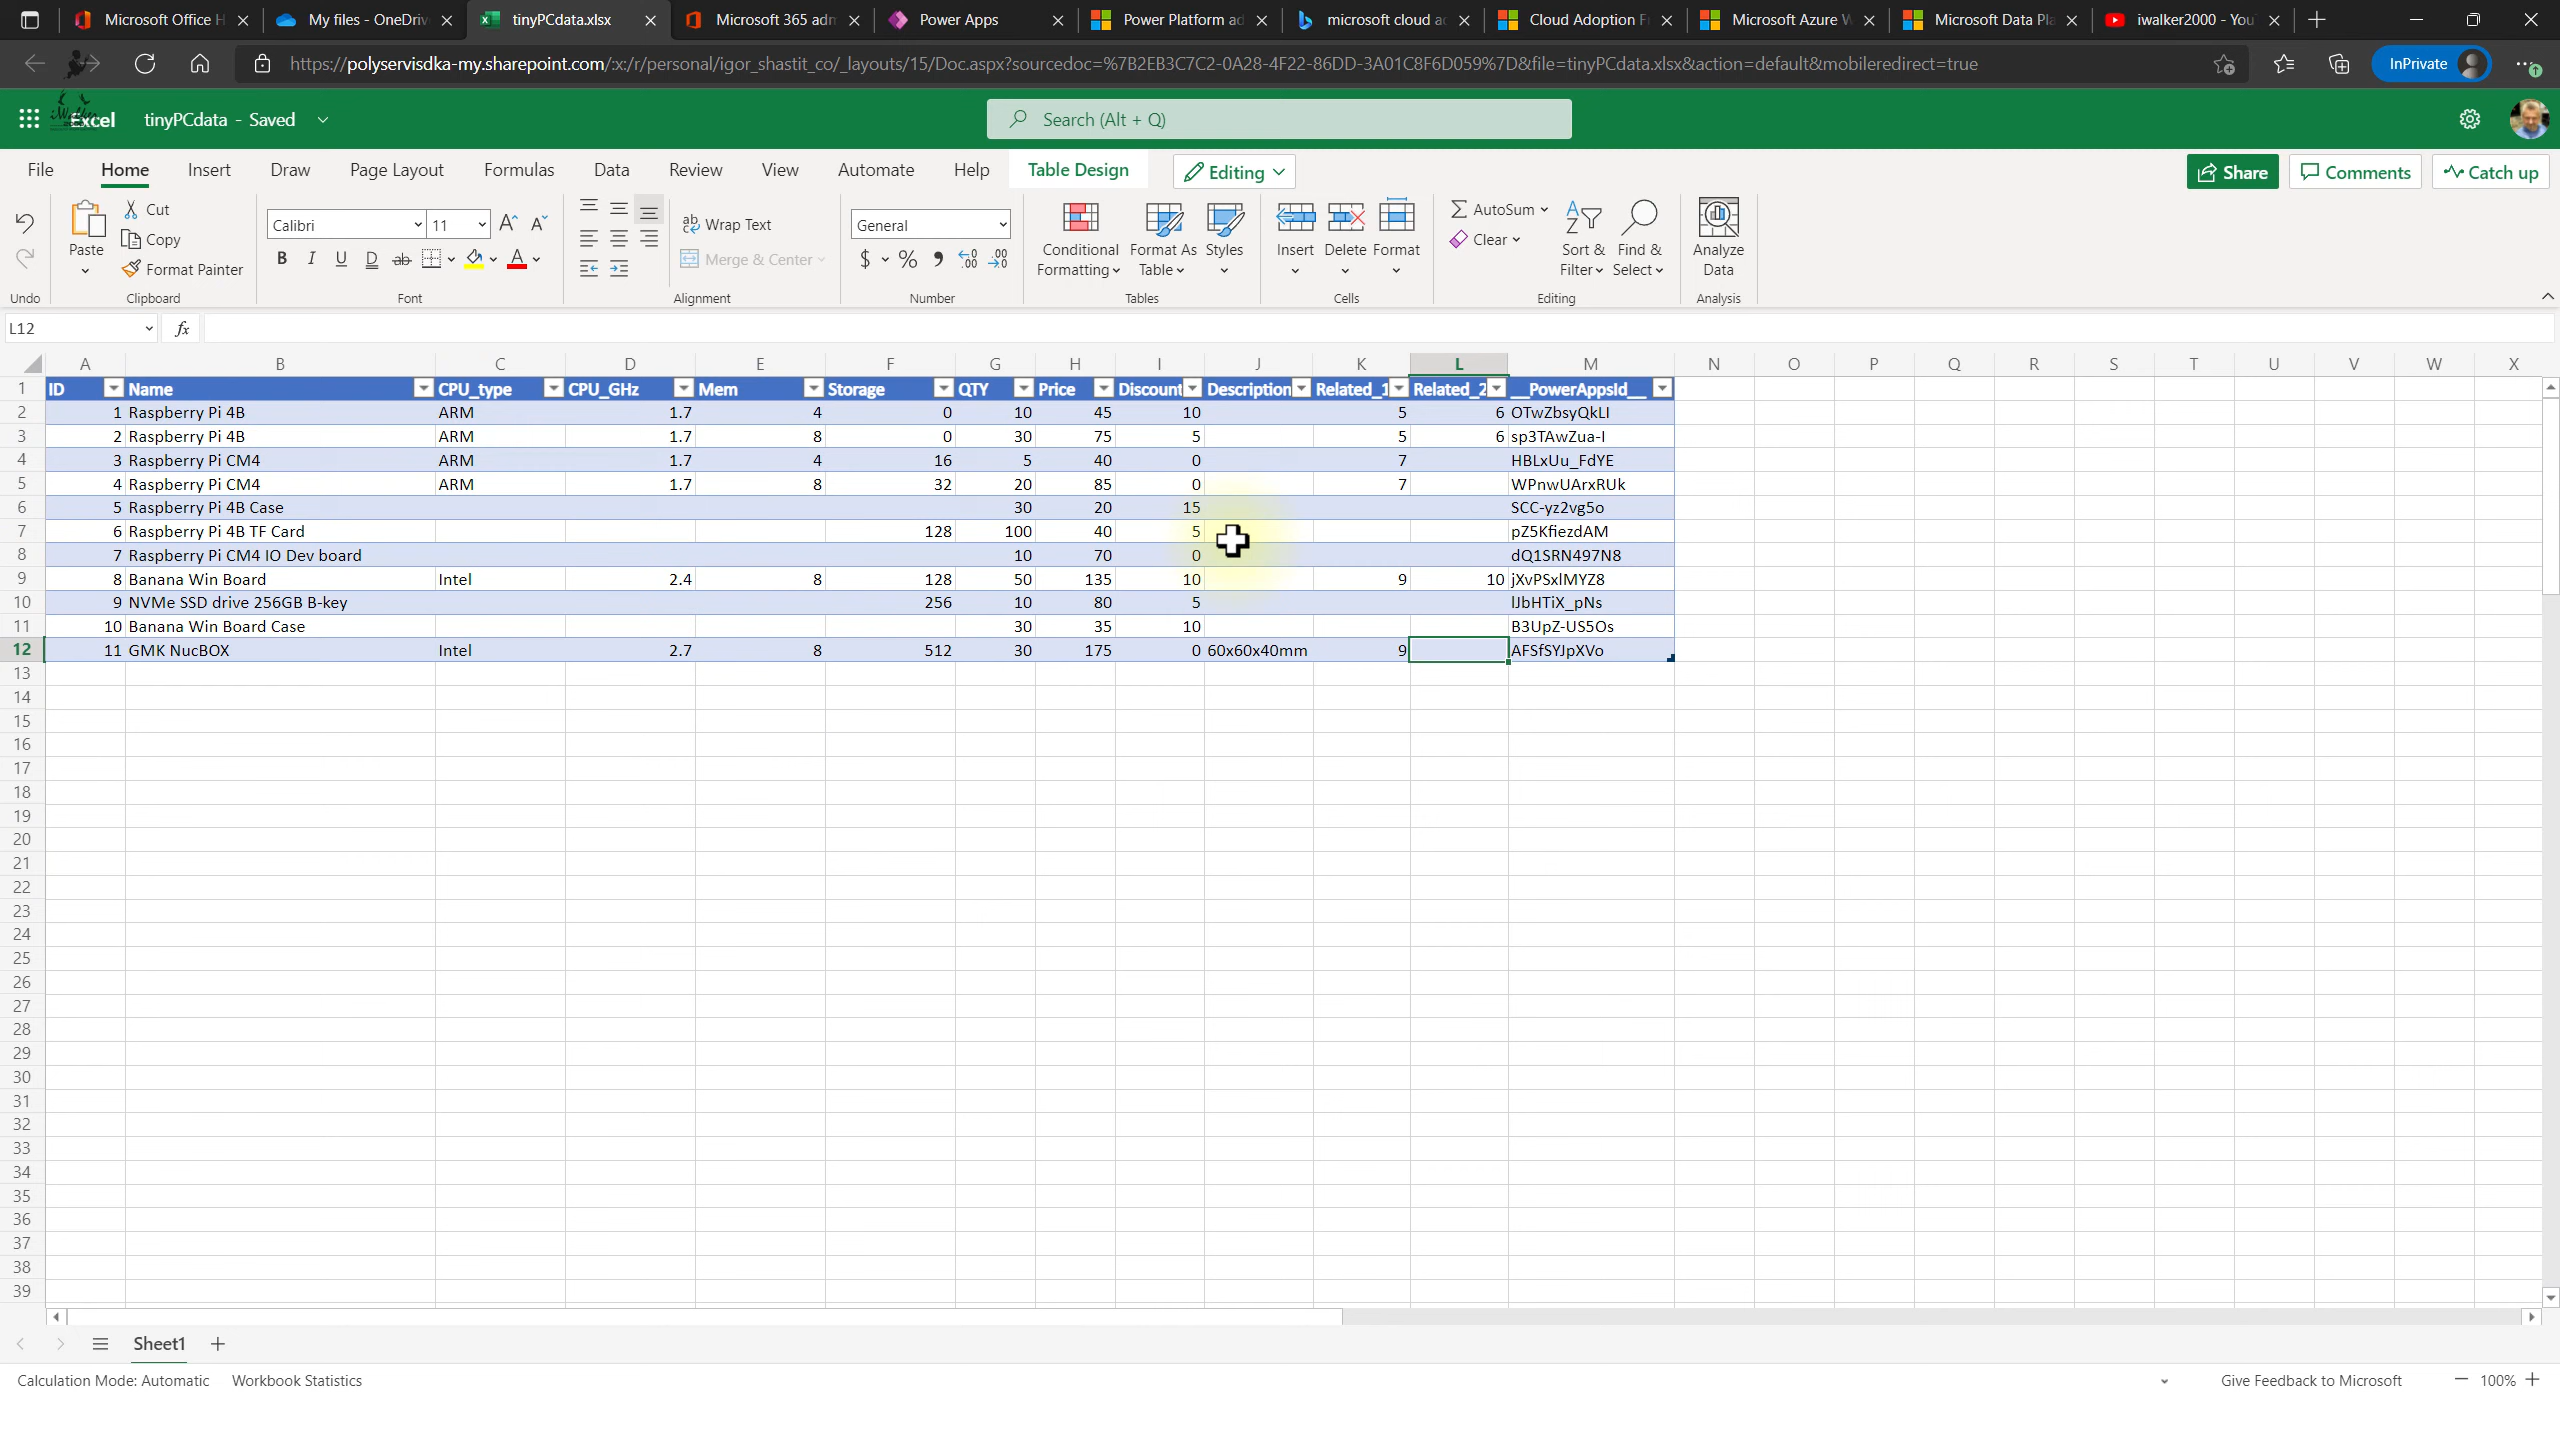 Microsoft Office H My files - OneDriv tinyPCdata.xlsx Microsoft 365 adm Power Apps Power Platform ad microsoft cloud ad Cloud Adoption F Microsoft Azure W Microsoft Data Pla iwalker2000 - You
https://polyservisdka-my.sharepoint.com/:x:/r/personal/igor_shastit_co/_layouts/15/Doc.aspx?sourcedoc=%7B2EB3C7C2-0A28-4F22-86DD-3A01C8F6D059%7D&file=tinyPCdata.xlsx&action=default&mobileredirect=true InPrivate
Excel tinyPCdata - Saved Search (Alt + Q)
File Home Insert Draw Page Layout Formulas Data Review View Automate Help Table Design Editing Share Comments Catch up
Paste Cut Copy Format Painter
Calibri 11 B I U D ab
ab Wrap Text Merge & Center
General $ % 9
Conditional Formatting Format As Table Styles
Insert Delete Format
AutoSum Clear Sort & Filter Find & Select
Analyze Data
Undo Clipboard Font Alignment Number Tables Cells Editing Analysis
L12 fx
A B C D E F G H I J K L M N O P Q R S T U V W X
1 ID Name CPU_type CPU_GHz Mem Storage QTY Price Discount Description Related_1 Related_2 __PowerAppsId__
2 1 Raspberry Pi 4B ARM 1.7 4 0 10 45 10 5 6 OTwZbsyQkLI
3 2 Raspberry Pi 4B ARM 1.7 8 0 30 75 5 5 6 sp3TAwZua-I
4 3 Raspberry Pi CM4 ARM 1.7 4 16 5 40 0 7 HBLxUu_FdYE
5 4 Raspberry Pi CM4 ARM 1.7 8 32 20 85 0 7 WPnwUArxRUk
6 5 Raspberry Pi 4B Case 30 20 15 SCC-yz2vg5o
7 6 Raspberry Pi 4B TF Card 128 100 40 5 pZ5KfiezdAM
8 7 Raspberry Pi CM4 IO Dev board 10 70 0 dQ1SRN497N8
9 8 Banana Win Board Intel 2.4 8 128 50 135 10 9 10 jXvPSxlMYZ8
10 9 NVMe SSD drive 256GB B-key 256 10 80 5 lJbHTiX_pNs
11 10 Banana Win Board Case 30 35 10 B3UpZ-US5Os
12 11 GMK NucBOX Intel 2.7 8 512 30 175 0 60x60x40mm 9 AFSfSYJpXVo
13
14
15
16
17
18
19
20
21
22
23
24
25
26
27
28
29
30
31
32
33
34
35
36
37
38
39
Sheet1
Calculation Mode: Automatic Workbook Statistics Give Feedback to Microsoft 100%